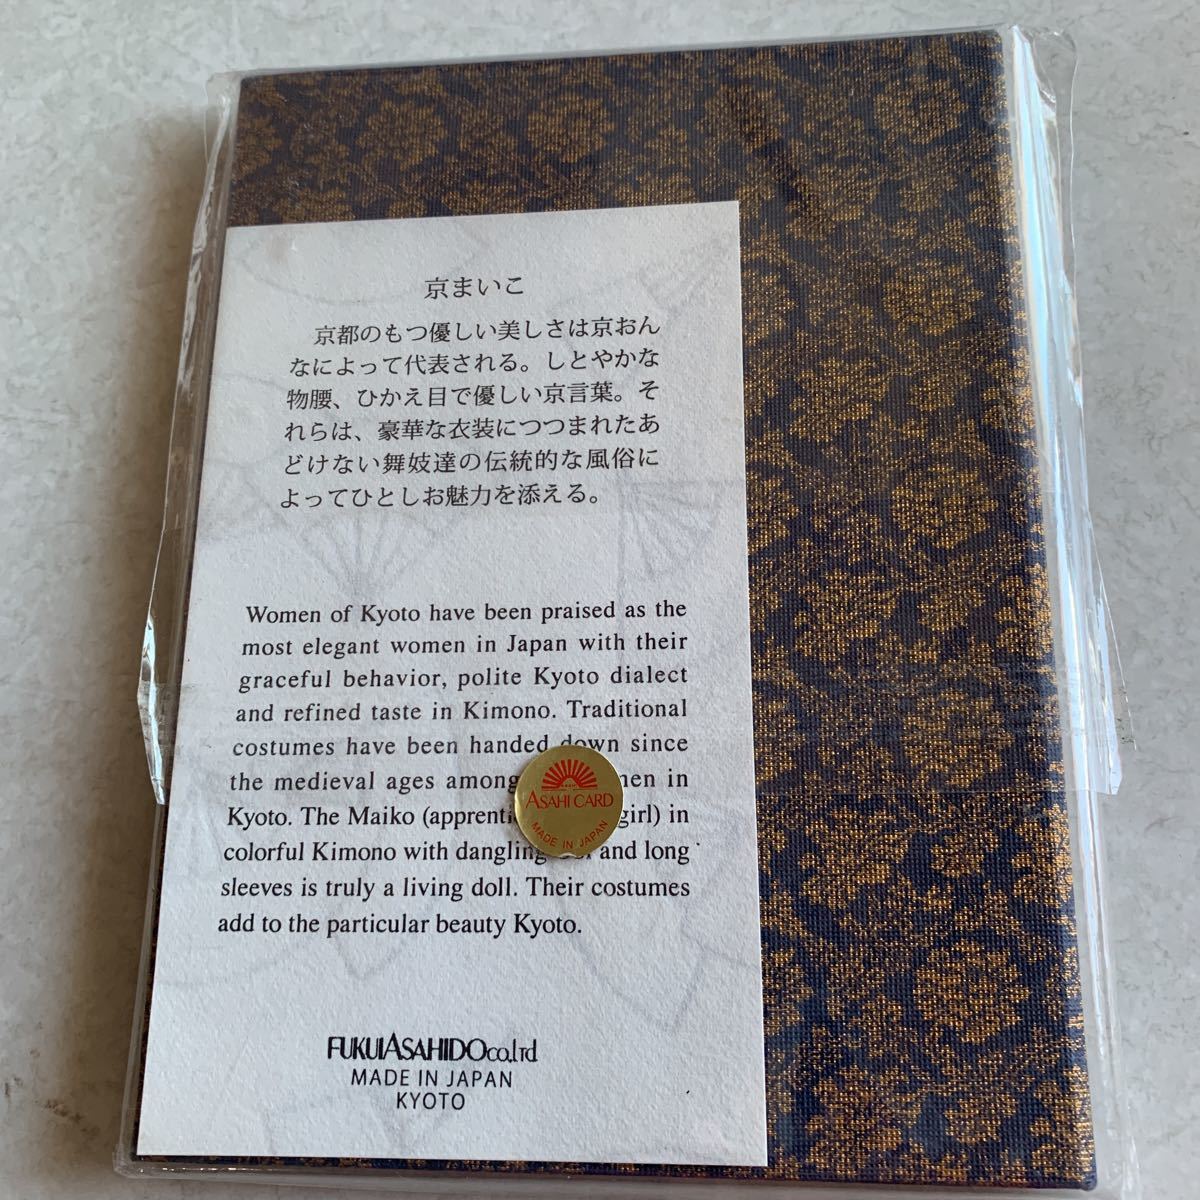 京まいこ
京都のもつ優しい美しさは京おん
なによって代表される。しとやかな
物腰、ひかえ目で優しい京言葉。そ
れらは、豪華な衣装につつまれたあ
どけない舞妓達の伝統的な風俗に
よってひとしお魅力を添える。
Women of Kyoto have been praised as the
most elegant women in Japan with their
graceful behavior, polite Kyoto dialect
and refined taste in Kimono. Traditional
costumes have been handed down since
the medieval ages among men in
Kyoto. The Maiko (apprenti girl) in
colorful Kimono with dangling and long
sleeves is truly a living doll. Their costumes
add to the particular beauty Kyoto.
ASAHI CARD
MADE IN JAPAN
FUKUIASAHIDO CO.,LTD
MADE IN JAPAN
KYOTO